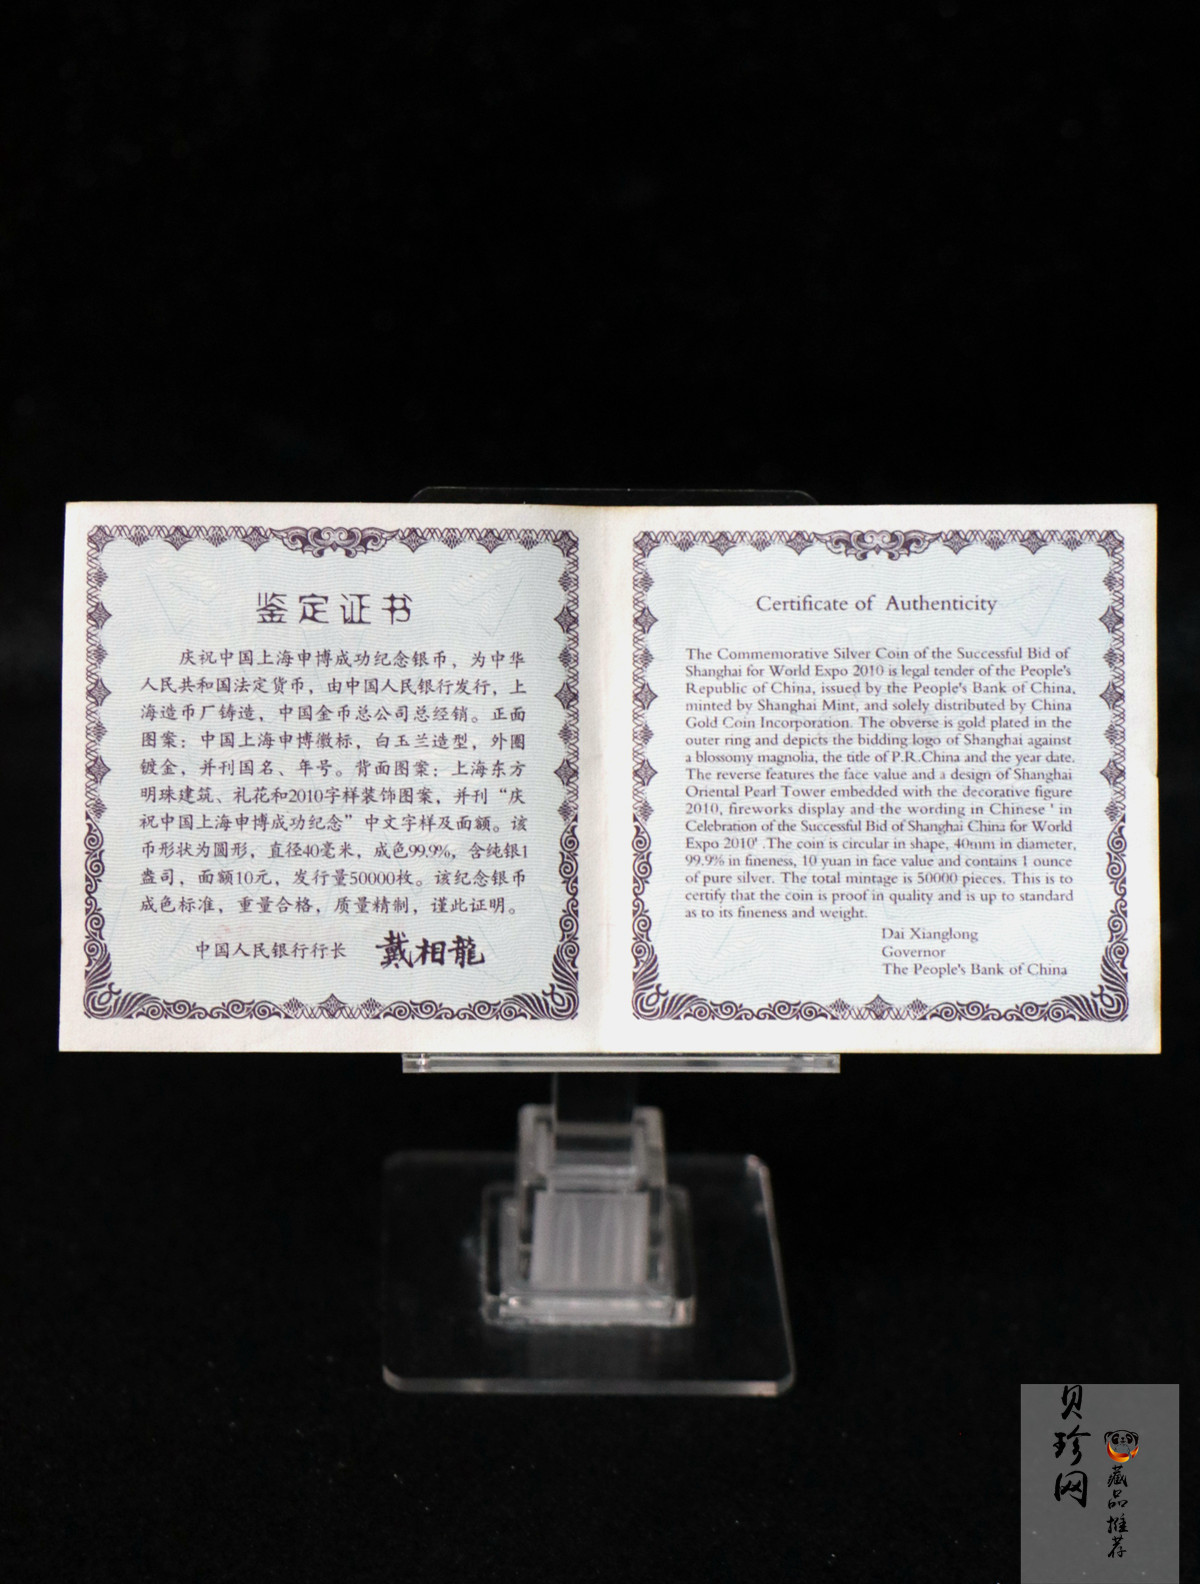 鉴定证书
庆祝中国上海申博成功纪念银币，为中华
人民共和国法定货币，由中国人民银行发行，上
海造币厂铸造，中国金币总公司总经销。正面
图案：中国上海申博徽标，白玉兰造型，外圈
镀金，并刊国名、年号。背面图案：上海东方
明珠建筑、礼花和2010字样装饰图案，并刊“庆
祝中国上海申博成功纪念”中文字样及面额。该
币形状为圆形，直径40毫米，成色99.9%，含纯银1
盎司，面额10元，发行量50000枚。该纪念银币
成色标准，重量合格，质量精制，谨此证明。
中国人民银行行长 戴相龍
Certificate of Authenticity
The Commemorative Silver Coin of the Successful Bid of
Shanghai for World Expo 2010 is legal tender of the People's
Republic of China, issued by the People's Bank of China,
minted by Shanghai Mint, and solely distributed by China
Gold Coin Incorporation. The obverse is gold plated in the
outer ring and depicts the bidding logo of Shanghai against
a blossomy magnolia, the title of P.R.China and the year date.
The reverse features the face value and a design of Shanghai
Oriental Pearl Tower embedded with the decorative figure
2010, fireworks display and the wording in Chinese ' in
Celebration of the Successful Bid of Shanghai China for World
Expo 2010' .The coin is circular in shape, 40mm in diameter,
99.9% in fineness, 10 yuan in face value and contains 1 ounce
of pure silver. The total mintage is 50000 pieces. This is to
certify that the coin is proof in quality and is up to standard
as to its fineness and weight.
Dai Xianglong
Governor
The People's Bank of China
贝珍网
藏品推荐